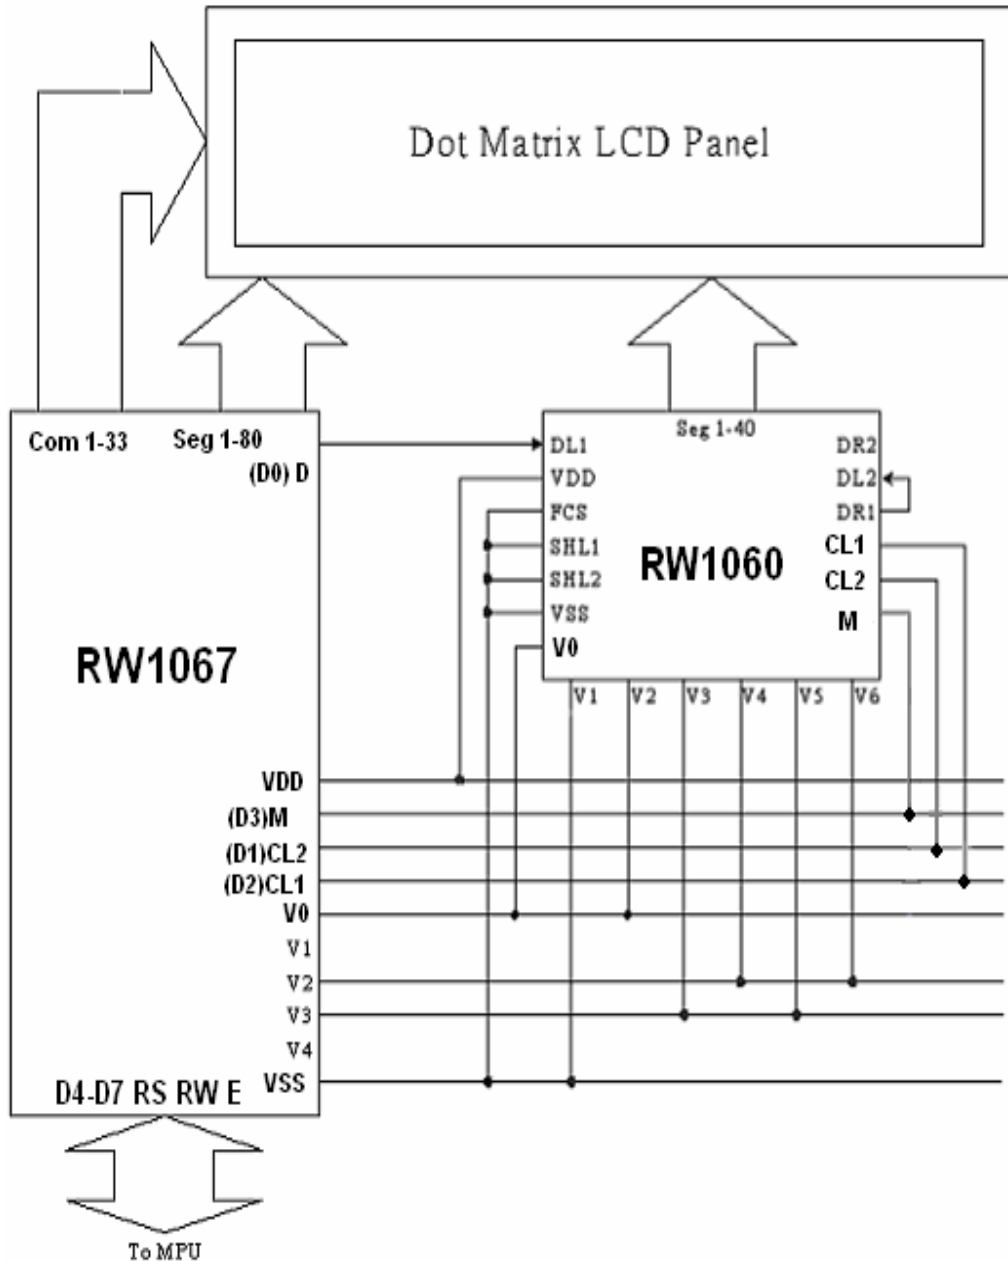 Dot Matrix LCD Panel
Com 1-33
Seg 1-80
(D0) D
RW1067
VDD
(D3)M
(D1)CL2
(D2)CL1
V0
V1
V2
V3
V4
VSS
D4-D7 RS RW E
To MPU
Seg 1-40
DL1
VDD
FCS
SHL1
SHL2
VSS
V0
RW1060
DR2
DL2
DR1
CL1
CL2
M
V1
V2
V3
V4
V5
V6